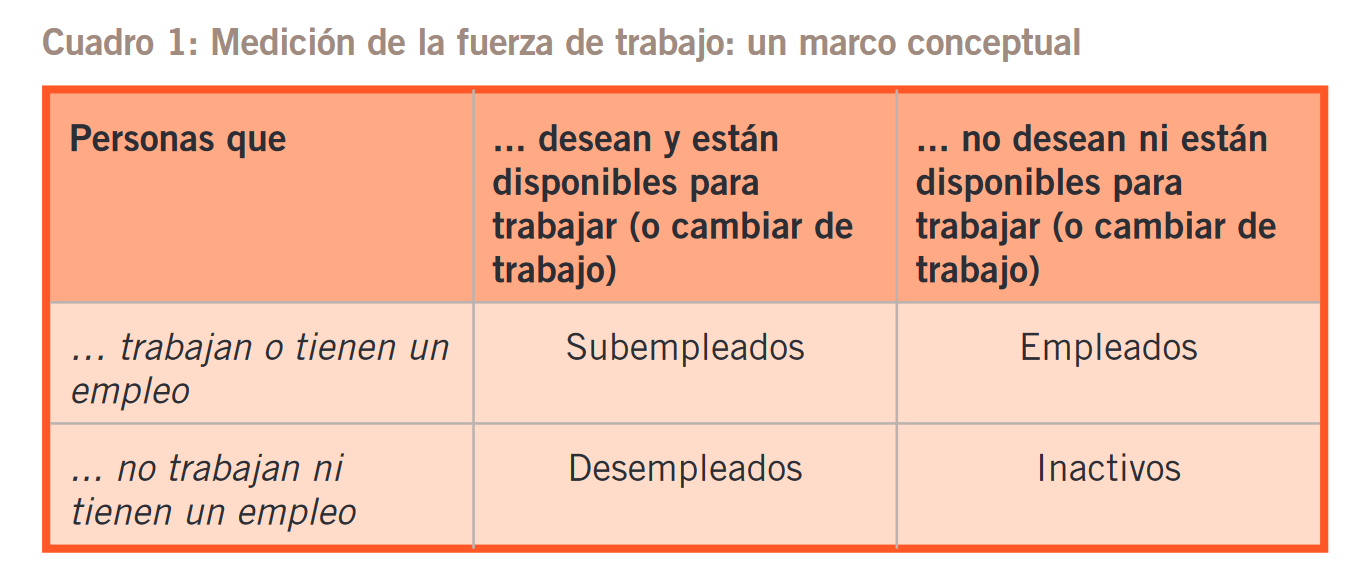 Cuadro 1: Medición de la fuerza de trabajo: un marco conceptual
Personas que
... desean y están
disponibles para
trabajar (o cambiar de
trabajo)
... no desean ni están
disponibles para
trabajar (o cambiar de
trabajo)
... trabajan o tienen un
empleo
Subempleados
Empleados
... no trabajan ni
tienen un empleo
Desempleados
Inactivos